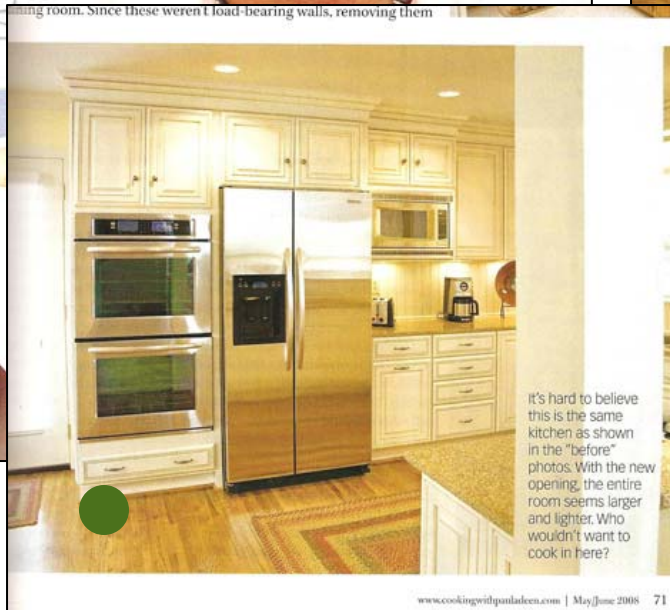 room. Since these weren't load-bearing walls, removing them
It's hard to believe
this is the same
kitchen as shown
in the "before"
photos. With the new
opening, the entire
room seems larger
and lighter. Who
wouldn't want to
cook in here?
www.cookingwithpauladeen.com | May/June 2008 71